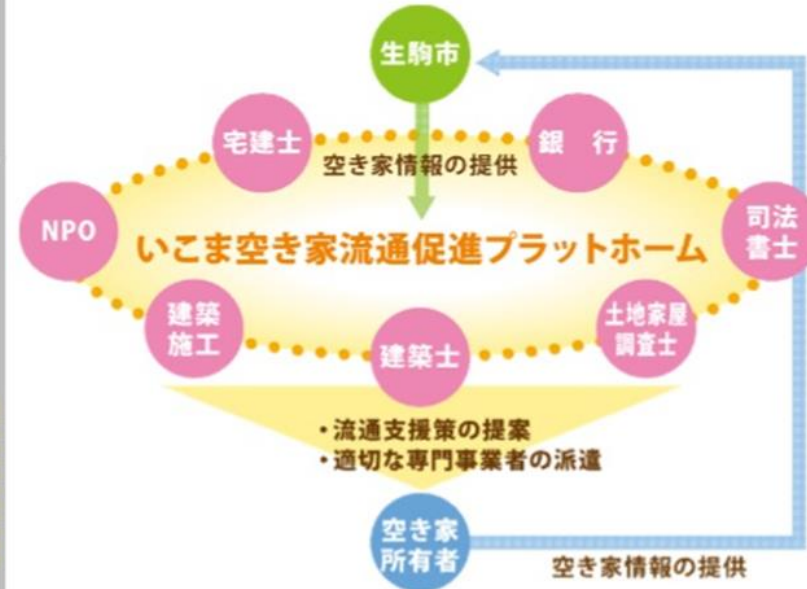 生駒市
宅建士
銀 行
空き家情報の提供
NPO
司法
書士
いこま空き家流通促進プラットホーム
建築
施工
建築士
土地家屋
調査士
・流通支援策の提案
・適切な専門事業者の派遣
空き家
所有者
空き家情報の提供